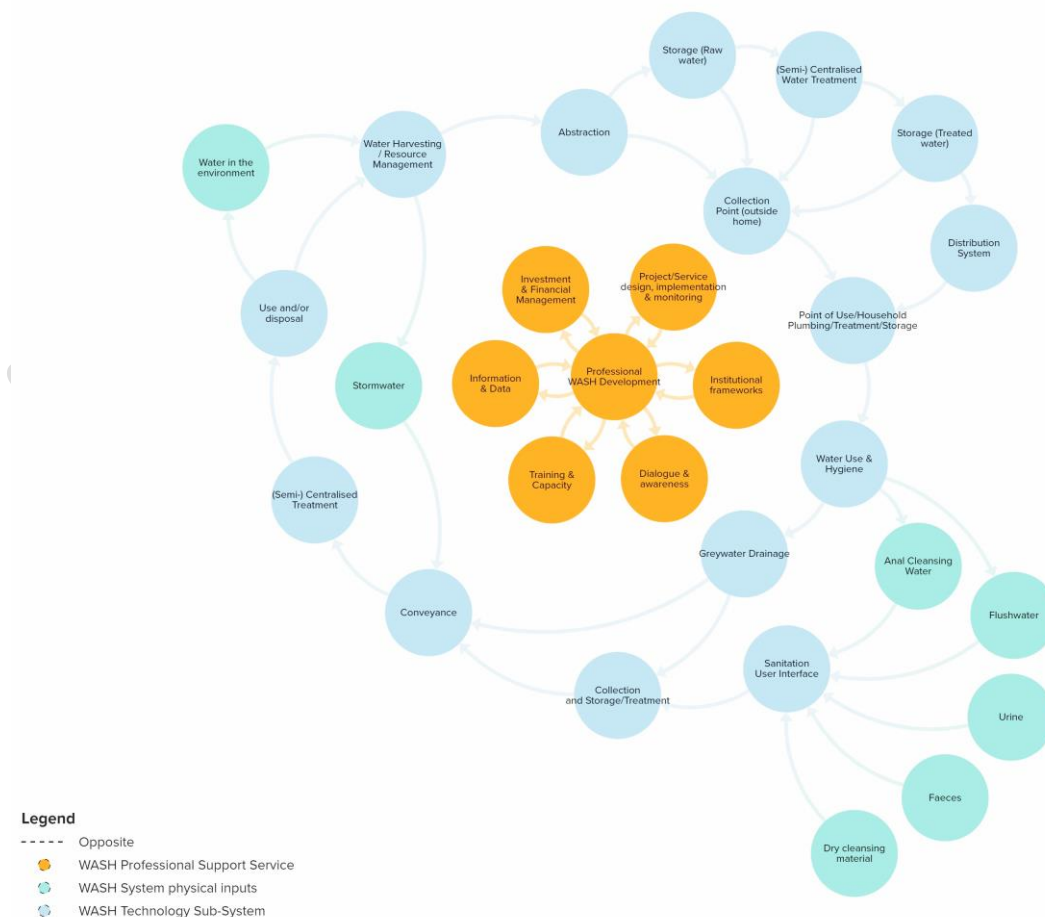 Storage (Raw
water)
(Semi-) Centralised
Water Treatment
Abstraction
Storage (Treated
water)
Water Harvesting
/ Resource
Management
Water in the
environment
Collection
Point (outside
home)
Distribution
System
Investment
& Financial
Management
Project/Service
design, implementation
& monitoring
Use and/or
disposal
Point of Use/Household
Plumbing/Treatment/Storage
Professional
WASH Development
Information
& Data
Institutional
frameworks
Stormwater
Training &
Capacity
Dialogue &
awareness
Water Use &
Hygiene
(Semi-) Centralised
Treatment
Greywater Drainage
Anal Cleansing
Water
Conveyance
Flushwater
Sanitation
User Interface
Collection
and Storage/Treatment
Urine
Faeces
Dry cleansing
material
Legend
Opposite
WASH Professional Support Service
WASH System physical inputs
WASH Technology Sub-System